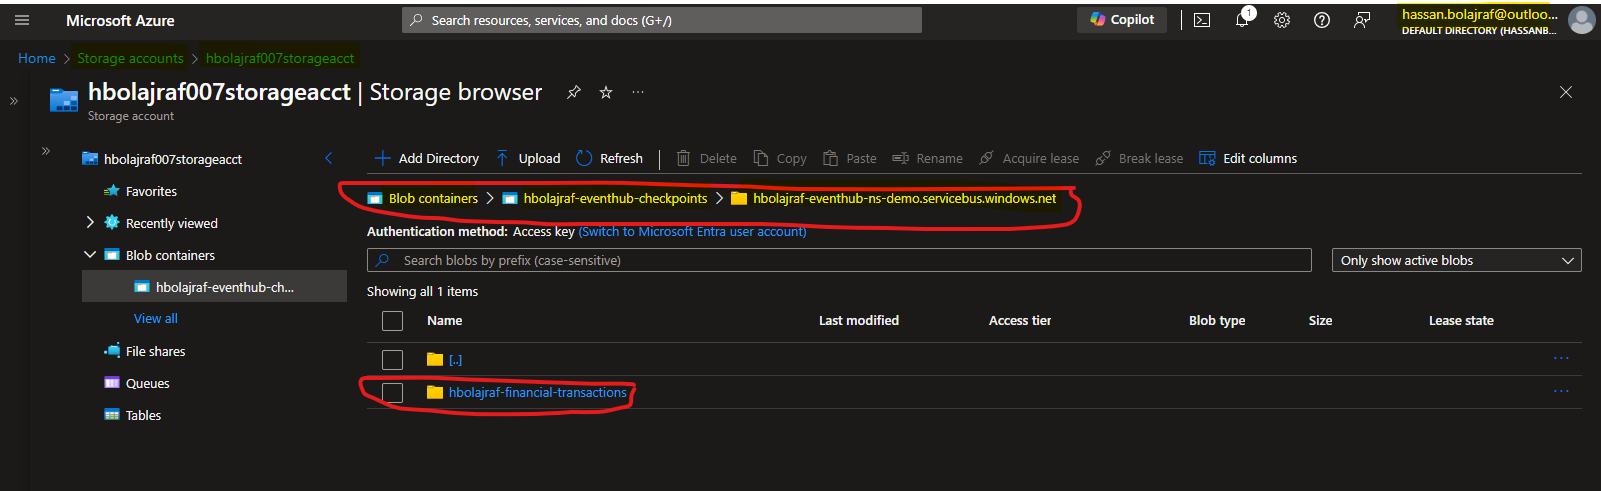 Microsoft Azure
Search resources, services, and docs (G+/)
Copilot
1
hassan.bolajraf@outloo...
DEFAULT DIRECTORY (HASSANB...
Home > Storage accounts > hbolajraf007storageacct
hbolajraf007storageacct | Storage browser
Storage account
hbolajraf007storageacct
Favorites
Recently viewed
Blob containers
hbolajraf-eventhub-ch...
View all
File shares
Queues
Tables
Add Directory Upload Refresh Delete Copy Paste Rename Acquire lease Break lease Edit columns
Blob containers > hbolajraf-eventhub-checkpoints > hbolajraf-eventhub-ns-demo.servicebus.windows.net
Authentication method: Access key (Switch to Microsoft Entra user account)
Search blobs by prefix (case-sensitive)
Only show active blobs
Showing all 1 items
Name Last modified Access tier Blob type Size Lease state
[..]
hbolajraf-financial-transactions